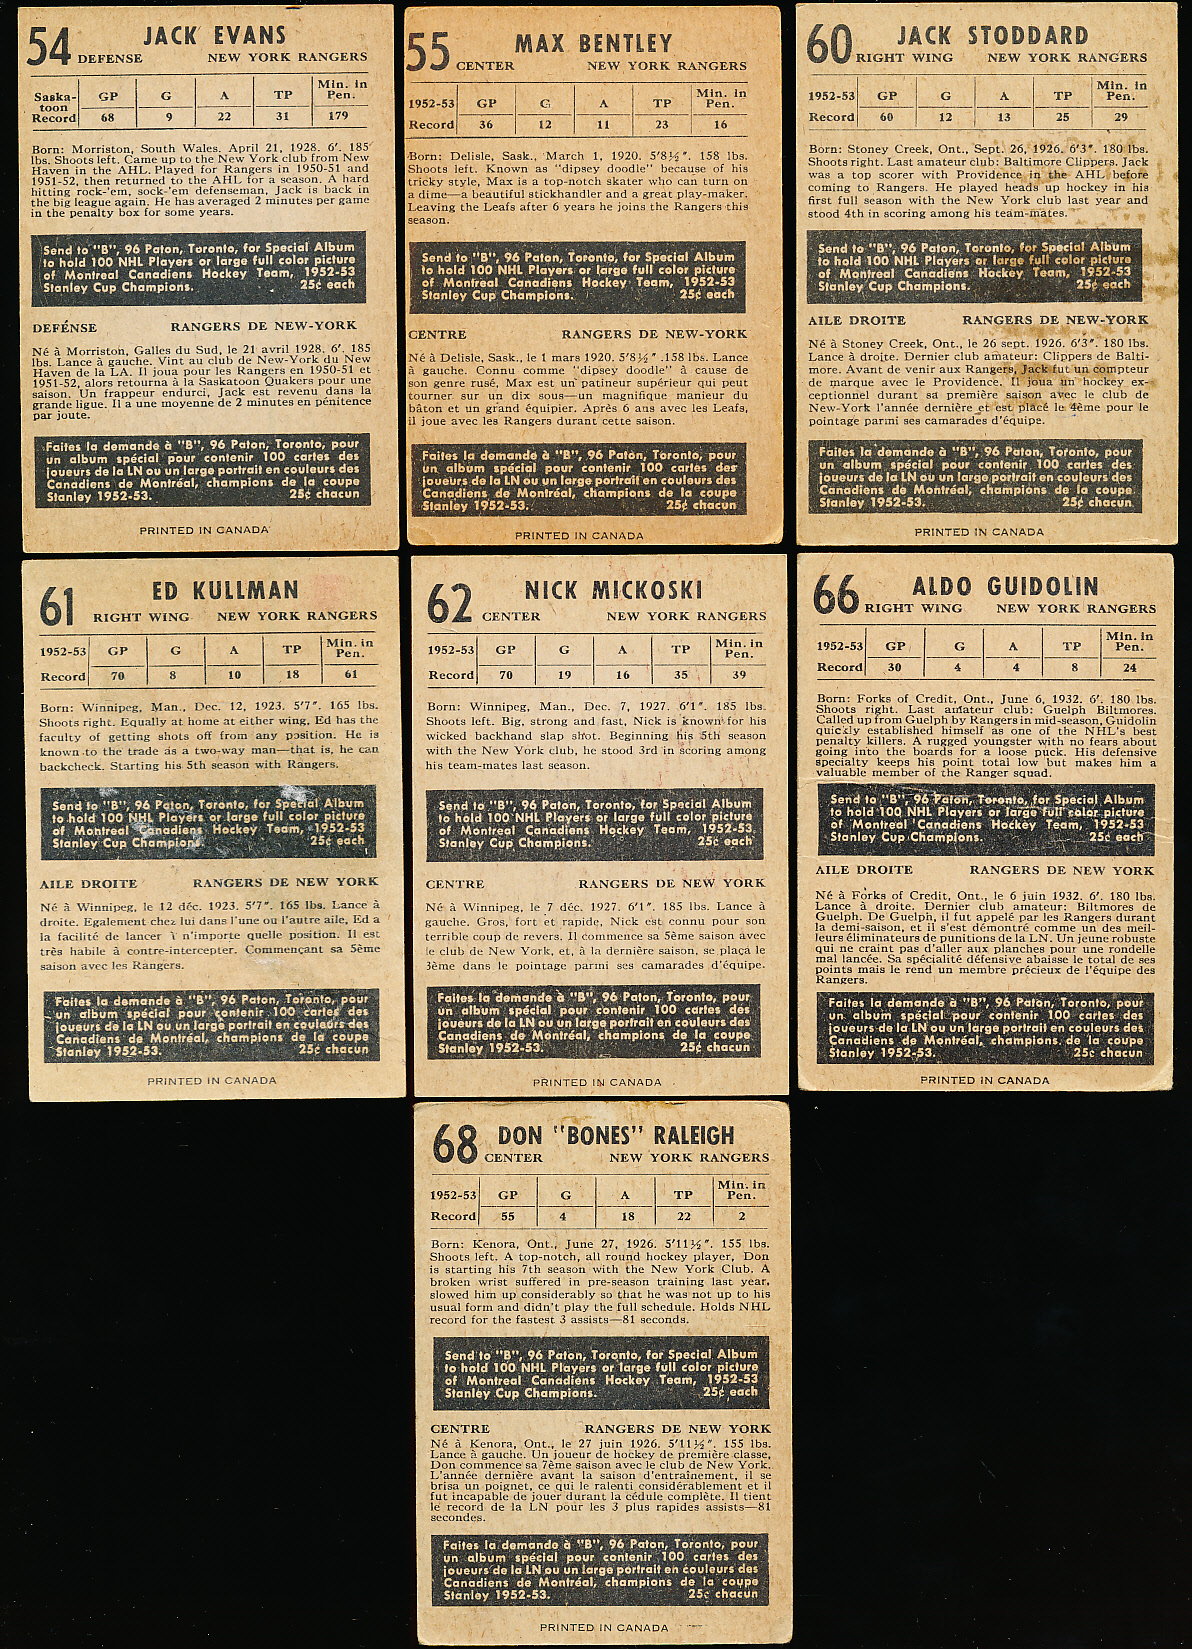 54
JACK EVANS
DEFENSE NEW YORK RANGERS
Saska-
toon
Record
GP G A TP Min. in Pen.
68 9 22 31 179
Born: Morriston, South Wales. April 21, 1928. 6'. 185
lbs. Shoots left. Came up to the New York club from New
Haven in the AHL. Played for Rangers in 1950-51 and
1951-52, then returned to the AHL for a season. A hard
hitting rock-'em, sock-'em defenseman, Jack is back in
the big league again. He has averaged 2 minutes per game
in the penalty box for some years.
Send to "B", 96 Paton, Toronto, for Special Album
to hold 100 NHL Players or large full color picture
of Montreal Canadiens Hockey Team, 1952-53
Stanley Cup Champions. 25¢ each
DEFÉNSE RANGERS DE NEW-YORK
Né à Morriston, Galles du Sud, le 21 avril 1928. 6'. 185
lbs. Lance à gauche. Vint au club de New-York du New
Haven de la LA. Il joua pour les Rangers en 1950-51 et
1951-52, alors retourna à la Saskatoon Quakers pour une
saison. Un frappeur endurci, Jack est revenu dans la
grande ligue. Il a une moyenne de 2 minutes en pénitence
par joute.
Faites la demande à "B", 96 Paton, Toronto, pour
un album spécial pour contenir 100 cartes des
joueurs de la LN ou un large portrait en couleurs des
Canadiens de Montréal, champions de la coupe
Stanley 1952-53. 25¢ chacun
PRINTED IN CANADA
55
MAX BENTLEY
CENTER NEW YORK RANGERS
1952-53 GP G A TP Min. in Pen.
Record 36 12 11 23 16
Born: Delisle, Sask., March 1, 1920. 5'8½". 158 lbs.
Shoots left. Known as "dipsey doodle" because of his
tricky style, Max is a top-notch skater who can turn on
a dime—a beautiful stickhandler and a great play-maker.
Leaving the Leafs after 6 years he joins the Rangers this
season.
Send to "B", 96 Paton, Toronto, for Special Album
to hold 100 NHL Players or large full color picture
of Montreal Canadiens Hockey Team, 1952-53
Stanley Cup Champions. 25¢ each
CENTRE RANGERS DE NEW-YORK
Né à Delisle, Sask., le 1 mars 1920. 5'8½". 158 lbs. Lance
à gauche. Connu comme "dipsey doodle" à cause de
son genre rusé, Max est un patineur supérieur qui peut
tourner sur un dix sous—un magnifique manieur du
bâton et un grand équipier. Après 6 ans avec les Leafs,
il joue avec les Rangers durant cette saison.
Faites la demande à "B", 96 Paton, Toronto, pour
un album spécial pour contenir 100 cartes des
joueurs de la LN ou un large portrait en couleurs des
Canadiens de Montréal, champions de la coupe
Stanley 1952-53. 25¢ chacun
PRINTED IN CANADA
60
JACK STODDARD
RIGHT WING NEW YORK RANGERS
1952-53 GP G A TP Min. in Pen.
Record 60 12 13 25 29
Born: Stoney Creek, Ont., Sept. 26, 1926. 6'3". 180 lbs.
Shoots right. Last amateur club: Baltimore Clippers. Jack
was a top scorer with Providence in the AHL before
coming to Rangers. He played heads up hockey in his
first full season with the New York club last year and
stood 4th in scoring among his team-mates.
Send to "B", 96 Paton, Toronto, for Special Album
to hold 100 NHL Players or large full color picture
of Montreal Canadiens Hockey Team, 1952-53
Stanley Cup Champions. 25¢ each
AILE DROITE RANGERS DE NEW-YORK
Né à Stoney Creek, Ont., le 26 sept. 1926. 6'3". 180 lbs.
Lance à droite. Dernier club amateur: Clippers de Balti-
more. Avant de venir aux Rangers, Jack fut un compteur
de marque avec le Providence. Il joua un hockey ex-
ceptionnel durant sa première saison avec le club de
New-York l'année dernière et est placé le 4ème pour le
pointage parmi ses camarades d'équipe.
Faites la demande à "B", 96 Paton, Toronto, pour
un album spécial pour contenir 100 cartes des
joueurs de la LN ou un large portrait en couleurs des
Canadiens de Montréal, champions de la coupe
Stanley 1952-53. 25¢ chacun
PRINTED IN CANADA
61
ED KULLMAN
RIGHT WING NEW YORK RANGERS
1952-53 GP G A TP Min. in Pen.
Record 70 8 10 18 61
Born: Winnipeg, Man., Dec. 12, 1923. 5'7". 165 lbs.
Shoots right. Equally at home at either wing, Ed has the
faculty of getting shots off from any position. He is
known to the trade as a two-way man—that is, he can
backcheck. Starting his 5th season with Rangers.
Send to "B", 96 Paton, Toronto, for Special Album
to hold 100 NHL Players or large full color picture
of Montreal Canadiens Hockey Team, 1952-53
Stanley Cup Champions. 25¢ each
AILE DROITE RANGERS DE NEW YORK
Né à Winnipeg, le 12 déc. 1923. 5'7". 165 lbs. Lance à
droite. Egalement chez lui dans l'une ou l'autre aile, Ed a
la facilité de lancer à n'importe quelle position. Il est
très habile à contre-intercepter. Commençant sa 5ème
saison avec les Rangers.
Faites la demande à "B", 96 Paton, Toronto, pour
un album spécial pour contenir 100 cartes des
joueurs de la LN ou un large portrait en couleurs des
Canadiens de Montréal, champions de la coupe
Stanley 1952-53. 25¢ chacun
PRINTED IN CANADA
62
NICK MICKOSKI
CENTER NEW YORK RANGERS
1952-53 GP G A TP Min. in Pen.
Record 70 19 16 35 39
Born: Winnipeg, Man., Dec. 7, 1927. 6'1". 185 lbs.
Shoots left. Big, strong and fast, Nick is known for his
wicked backhand slap shot. Beginning his 5th season
with the New York club, he stood 3rd in scoring among
his team-mates last season.
Send to "B", 96 Paton, Toronto, for Special Album
to hold 100 NHL Players or large full color picture
of Montreal Canadiens Hockey Team, 1952-53
Stanley Cup Champions. 25¢ each
CENTRE RANGERS DE NEW YORK
Né à Winnipeg, le 7 déc. 1927. 6'1". 185 lbs. Lance à
gauche. Gros, fort et rapide, Nick est connu pour son
terrible coup de revers. Il commence sa 5ème saison avec
le club de New York, et, à la dernière saison, se plaça le
3ème dans le pointage parmi ses camarades d'équipe.
Faites la demande à "B", 96 Paton, Toronto, pour
un album spécial pour contenir 100 cartes des
joueurs de la LN ou un large portrait en couleurs des
Canadiens de Montréal, champions de la coupe
Stanley 1952-53. 25¢ chacun
PRINTED IN CANADA
66
ALDO GUIDOLIN
RIGHT WING NEW YORK RANGERS
1952-53 GP G A TP Min. in Pen.
Record 30 4 4 8 24
Born: Forks of Credit, Ont., June 6, 1932. 6'. 180 lbs.
Shoots right. Last amateur club: Guelph Biltmores.
Called up from Guelph by Rangers in mid-season, Guidolin
quickly established himself as one of the NHL's best
penalty killers. A rugged youngster with no fears about
going into the boards for a loose puck. His defensive
specialty keeps his point total low but makes him a
valuable member of the Ranger squad.
Send to "B", 96 Paton, Toronto, for Special Album
to hold 100 NHL Players or large full color picture
of Montreal Canadiens Hockey Team, 1952-53
Stanley Cup Champions. 25¢ each
AILE DROITE RANGERS DE NEW YORK
Né à Forks of Credit, Ont., le 6 juin 1932. 6'. 180 lbs.
Lance à droite. Dernier club amateur: Biltmores de
Guelph. De Guelph, il fut appelé par les Rangers durant
la demi-saison, et il s'est démontré comme un des meil-
leurs éliminateurs de punitions de la LN. Un jeune robuste
qui ne craint pas d'aller aux planches pour une rondelle
mal lancée. Sa spécialité défensive abaisse le total de ses
points mais le rend un membre précieux de l'équipe des
Rangers.
Faites la demande à "B", 96 Paton, Toronto, pour
un album spécial pour contenir 100 cartes des
joueurs de la LN ou un large portrait en couleurs des
Canadiens de Montréal, champions de la coupe
Stanley 1952-53. 25¢ chacun
PRINTED IN CANADA
68
DON "BONES" RALEIGH
CENTER NEW YORK RANGERS
1952-53 GP G A TP Min. in Pen.
Record 55 4 18 22 2
Born: Kenora, Ont., June 27, 1926. 5'11½". 155 lbs.
Shoots left. A top-notch, all round hockey player, Don
is starting his 7th season with the New York Club. A
broken wrist suffered in pre-season training last year,
slowed him up considerably so that he was not up to his
usual form and didn't play the full schedule. Holds NHL
record for the fastest 3 assists—81 seconds.
Send to "B", 96 Paton, Toronto, for Special Album
to hold 100 NHL Players or large full color picture
of Montreal Canadiens Hockey Team, 1952-53
Stanley Cup Champions. 25¢ each
CENTRE RANGERS DE NEW YORK
Né à Kenora, Ont., le 27 juin 1926. 5'11½". 155 lbs.
Lance à gauche. Un joueur de hockey de première classe,
Don commence sa 7ème saison avec le club de New York.
L'année dernière avant la saison d'entraînement, il se
brisa un poignet, ce qui le ralenti considérablement et il
fut incapable de jouer durant la cédule complète. Il tient
le record de la LN pour les 3 plus rapides assists—81
secondes.
Faites la demande à "B", 96 Paton, Toronto, pour
un album spécial pour contenir 100 cartes des
joueurs de la LN ou un large portrait en couleurs des
Canadiens de Montréal, champions de la coupe
Stanley 1952-53. 25¢ chacun
PRINTED IN CANADA